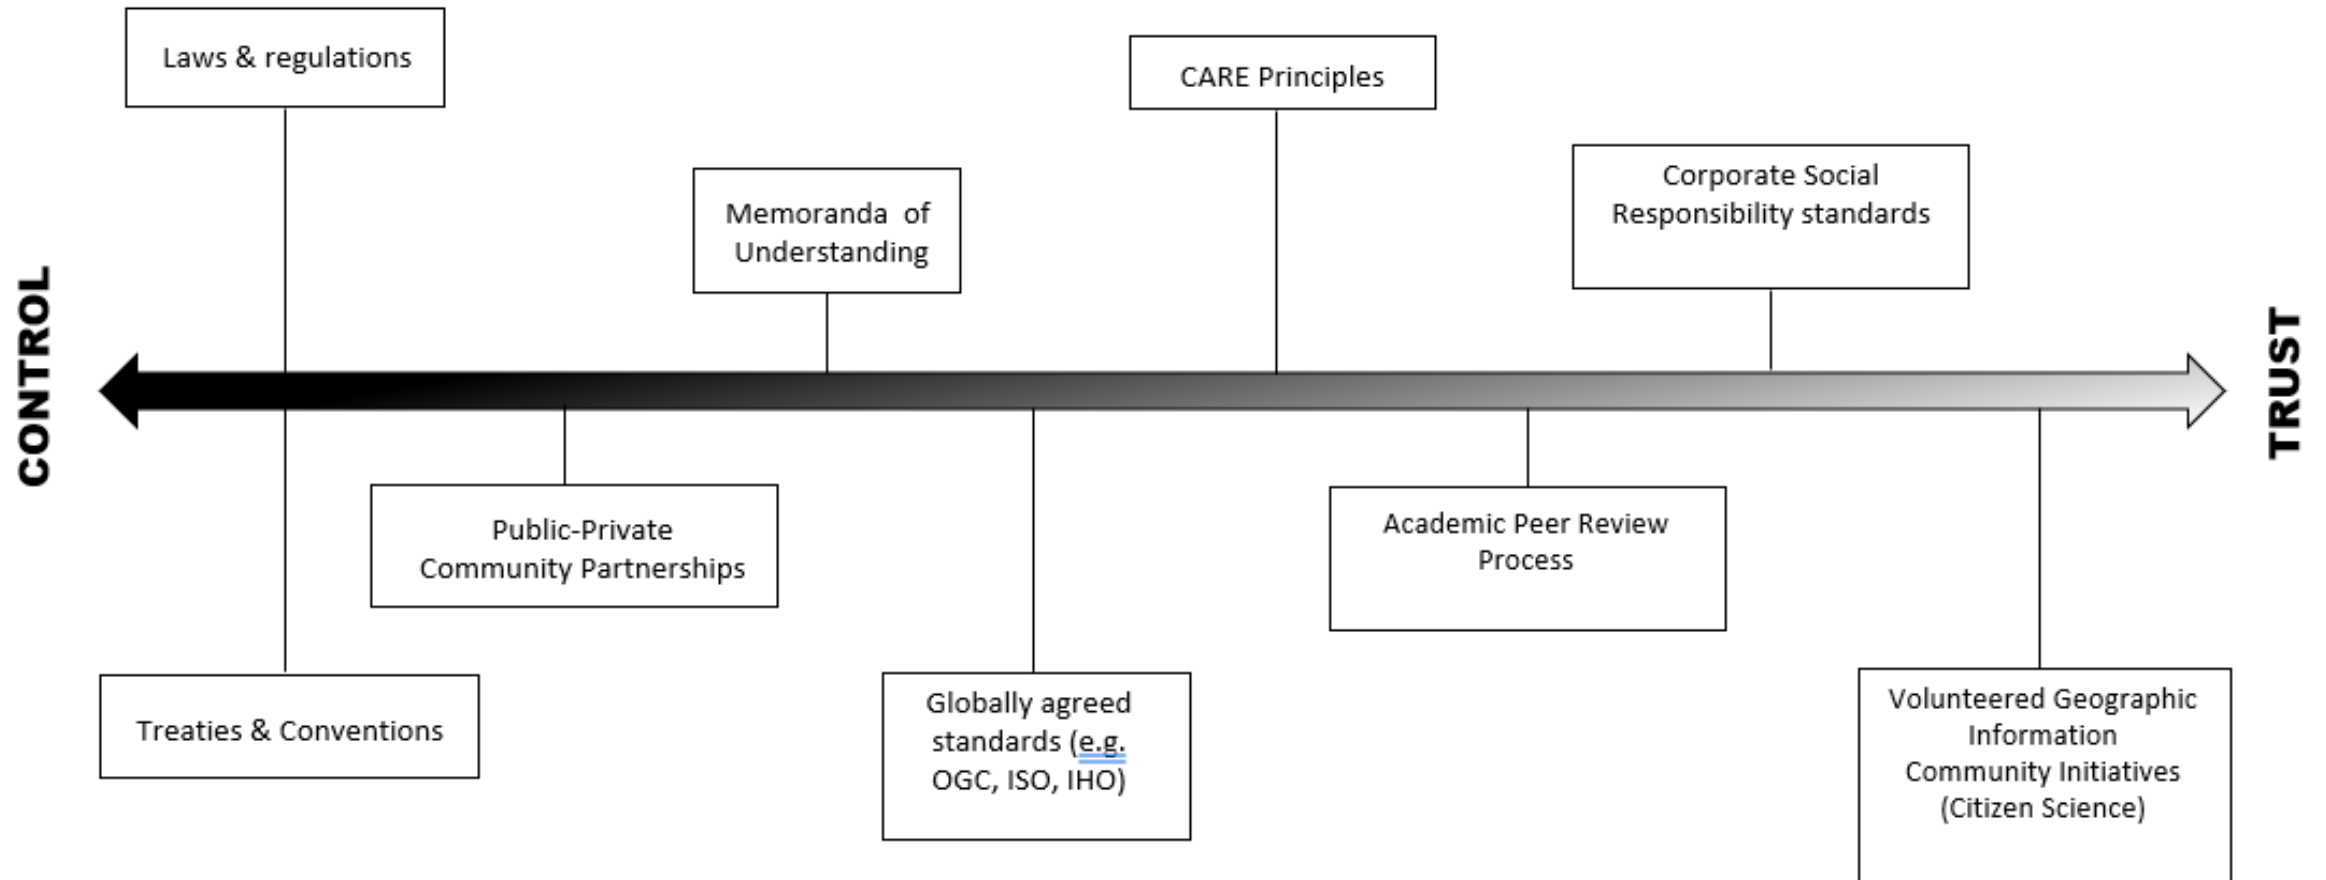 Laws & regulations
CARE Principles
Corporate Social
Responsibility standards
Memoranda of
Understanding
CONTROL
TRUST
Public-Private
Community Partnerships
Academic Peer Review
Process
Treaties & Conventions
Globally agreed
standards (e.g.
OGC, ISO, IHO)
Volunteered Geographic
Information
Community Initiatives
(Citizen Science)